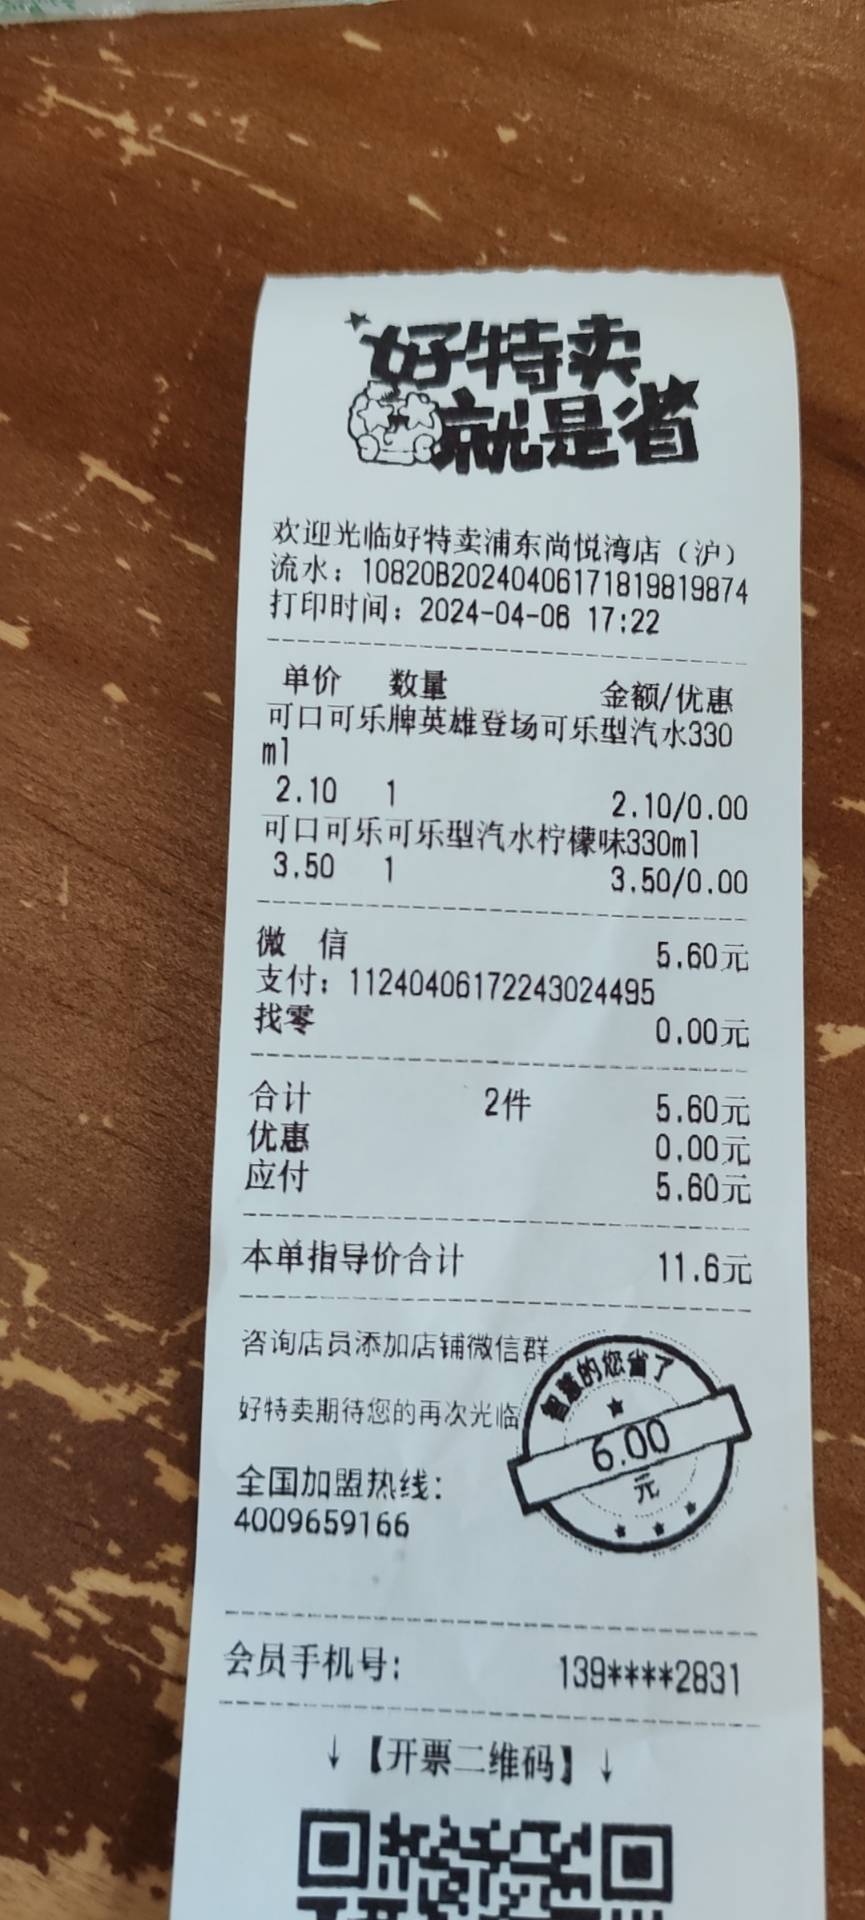 好特卖
就是省
欢迎光临好特卖浦东尚悦湾店（沪）
流水：10820B20240406171819819874
打印时间：2024-04-06 17:22
单价 数量 金额/优惠
可口可乐牌英雄登场可乐型汽水330
ml
2.10 1 2.10/0.00
可口可乐可乐型汽水柠檬味330ml
3.50 1 3.50/0.00
微 信 5.60元
支付：11240406172243024495
找零 0.00元
合计 2件 5.60元
优惠 0.00元
应付 5.60元
本单指导价合计 11.6元
咨询店员添加店铺微信群
好特卖期待您的再次光临
智慧的您省了
6.00
元
全国加盟热线：
4009659166
会员手机号： 139****2831
↓【开票二维码】↓